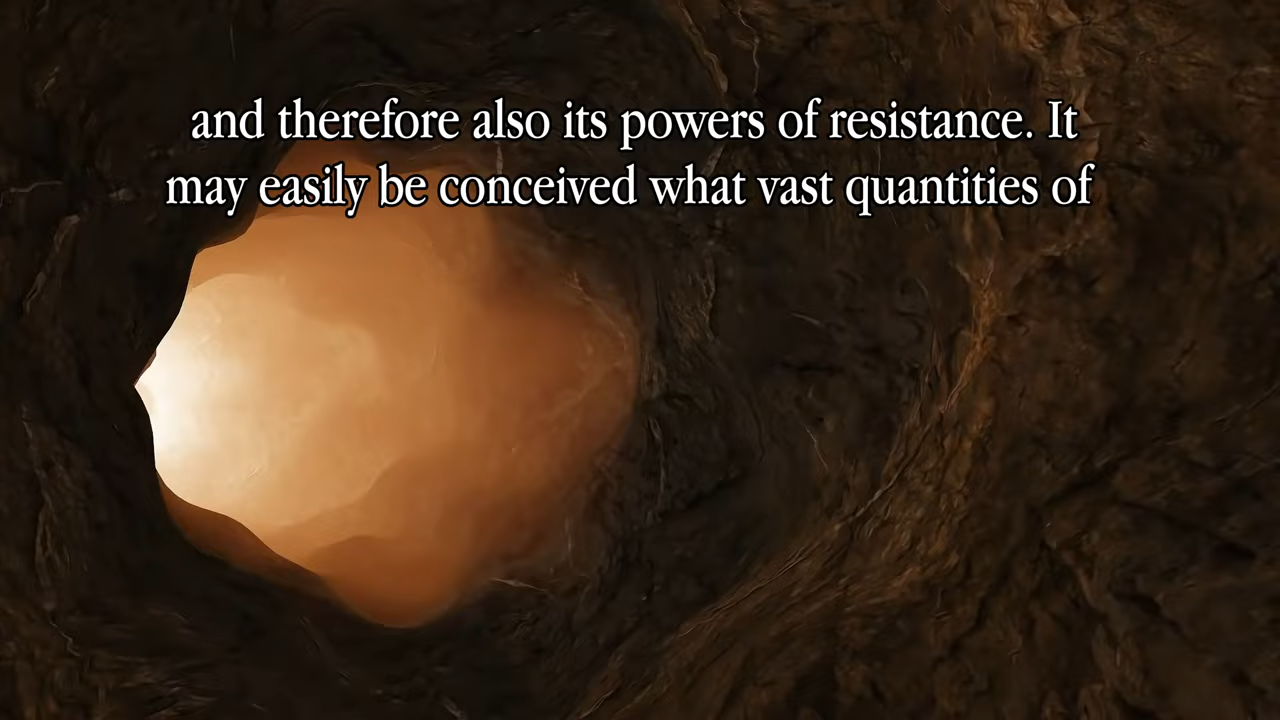 and therefore also its powers of resistance. It
may easily be conceived what vast quantities of